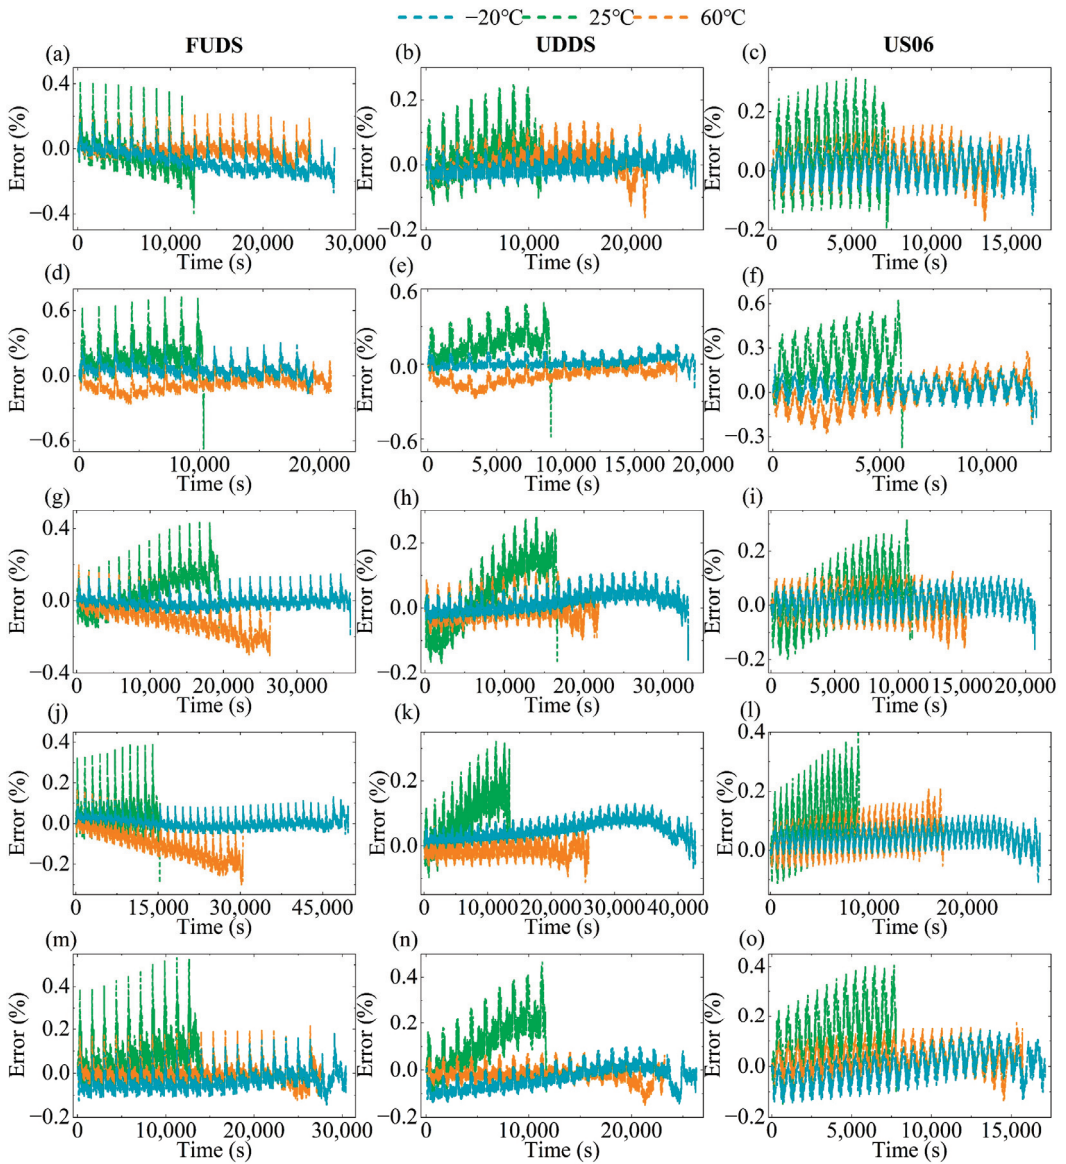 −20℃ 25℃ 60℃
FUDS UDDS US06
(a) (b) (c)
Error (%) 0.4 0.0 −0.4
0 10,000 20,000 30,000
Time (s)
Error (%) 0.2 0.0 −0.2
0 10,000 20,000
Time (s)
Error (%) 0.2 0.0 −0.2
0 5,000 10,000 15,000
Time (s)
(d) (e) (f)
Error (%) 0.6 0.0 −0.6
0 10,000 20,000
Time (s)
Error (%) 0.6 0.0 −0.6
0 5,000 10,000 15,000 19,400
Time (s)
Error (%) 0.6 0.3 0.0 −0.3
0 5,000 10,000
Time (s)
(g) (h) (i)
Error (%) 0.4 0.0 −0.4
0 10,000 20,000 30,000
Time (s)
Error (%) 0.2 0.0 −0.2
0 10,000 20,000 30,000
Time (s)
Error (%) 0.2 0.0 −0.2
0 5,000 10,000 15,000 20,000
Time (s)
(j) (k) (l)
Error (%) 0.4 0.2 0.0 −0.2
0 15,000 30,000 45,000
Time (s)
Error (%) 0.2 0.0
0 10,000 20,000 30,000 40,000
Time (s)
Error (%) 0.4 0.2 0.0
0 10,000 20,000
Time (s)
(m) (n) (o)
Error (%) 0.4 0.2 0.0 −0.2
0 10,000 20,000 30,000
Time (s)
Error (%) 0.4 0.2 0.0 −0.2
0 10,000 20,000
Time (s)
Error (%) 0.4 0.2 0.0 −0.2
0 5,000 10,000 15,000
Time (s)